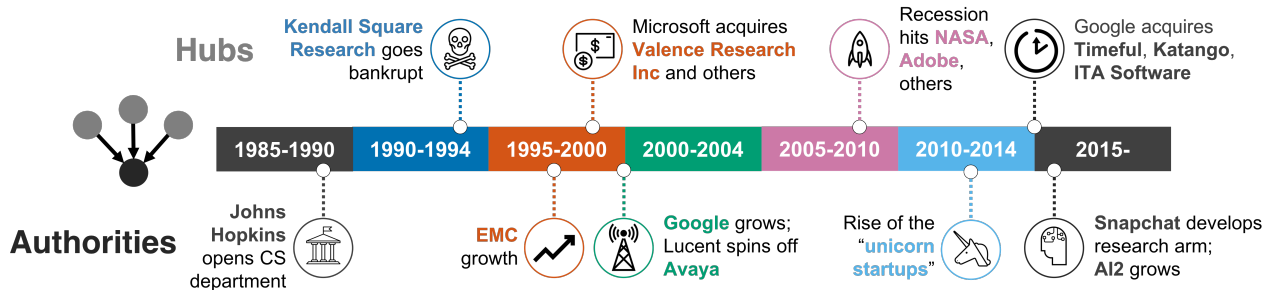 Hubs
Kendall Square
Research goes
bankrupt
Microsoft acquires
Valence Research
Inc and others
Recession
hits NASA,
Adobe,
others
Google acquires
Timeful, Katango,
ITA Software
1985-1990
1990-1994
1995-2000
2000-2004
2005-2010
2010-2014
2015-
Authorities
Johns
Hopkins
opens CS
department
EMC
growth
Google grows;
Lucent spins off
Avaya
Rise of the
“unicorn
startups”
Snapchat develops
research arm;
AI2 grows